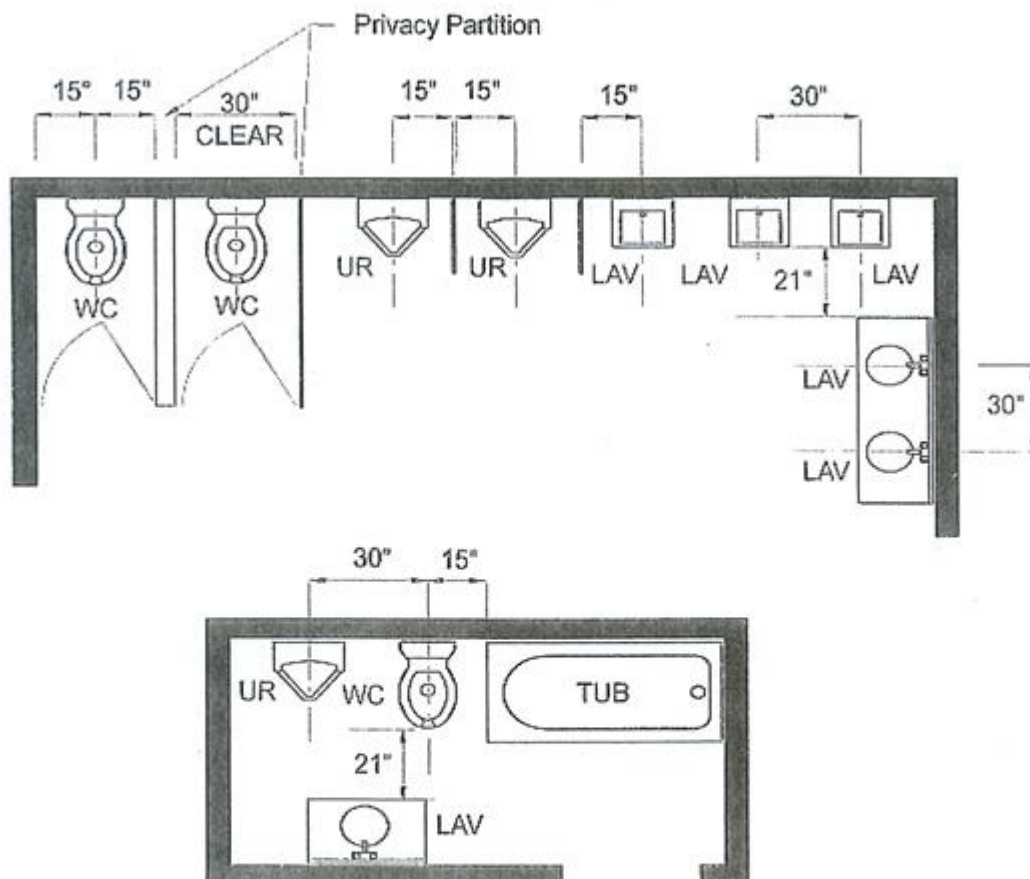 Privacy Partition
15" 15" 30" 15" 15" 15" 30"
CLEAR
UR UR LAV LAV 21" LAV
WC WC
LAV
30"
LAV
30" 15"
UR WC TUB
21"
LAV